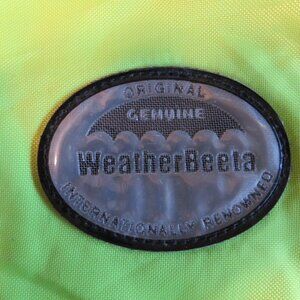 ORIGINAL
GENUINE
WeatherBeeta
INTERNATIONALLY RENOWNED